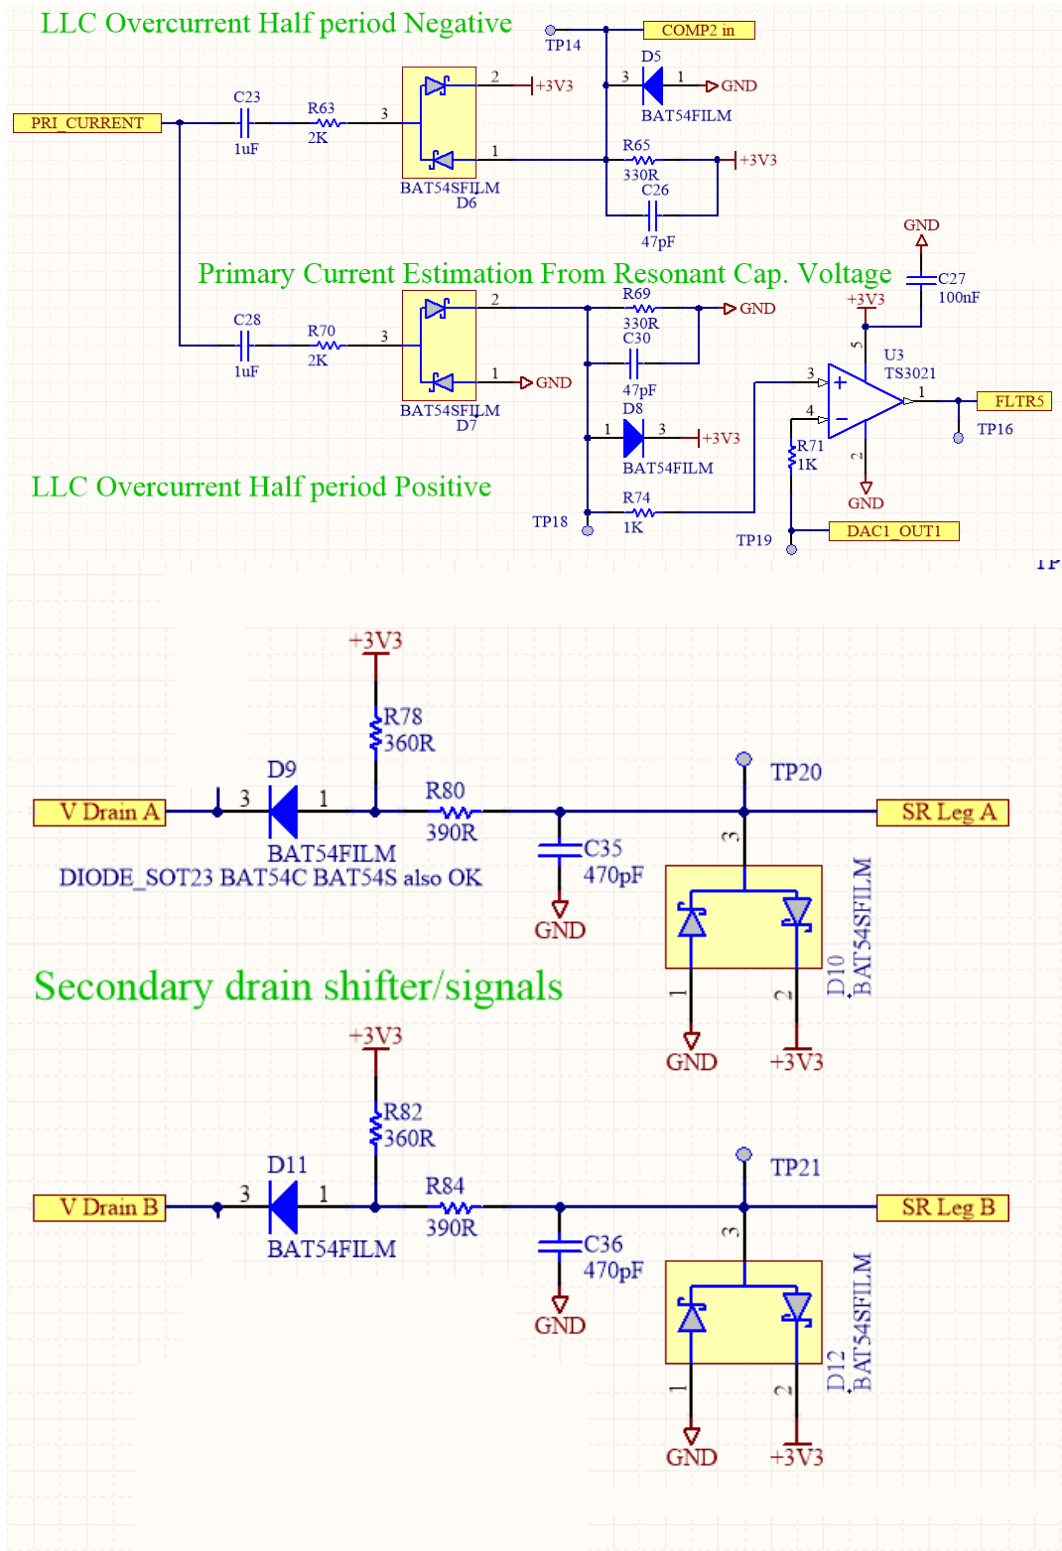 LLC Overcurrent Half period Negative
TP14
COMP2 in
D5
3
1
GND
BAT54FILM
PRI_CURRENT
C23
1uF
R63
2K
3
2
+3V3
1
BAT54SFILM
D6
R65
330R
+3V3
C26
47pF
GND
C27
100nF
Primary Current Estimation From Resonant Cap. Voltage
C28
1uF
R70
2K
3
2
1
GND
BAT54SFILM
D7
R69
330R
GND
C30
47pF
D8
1
3
+3V3
BAT54FILM
+3V3
5
U3
TS3021
3
+
4
−
1
FLTR5
TP16
2
GND
R71
1K
LLC Overcurrent Half period Positive
TP18
R74
1K
TP19
DAC1_OUT1
+3V3
R78
360R
D9
V Drain A
3
1
BAT54FILM
DIODE_SOT23 BAT54C BAT54S also OK
R80
390R
C35
470pF
GND
TP20
SR Leg A
3
1
2
D10
BAT54SFILM
GND
+3V3
Secondary drain shifter/signals
+3V3
R82
360R
D11
V Drain B
3
1
BAT54FILM
R84
390R
C36
470pF
GND
TP21
SR Leg B
3
1
2
D12
BAT54SFILM
GND
+3V3